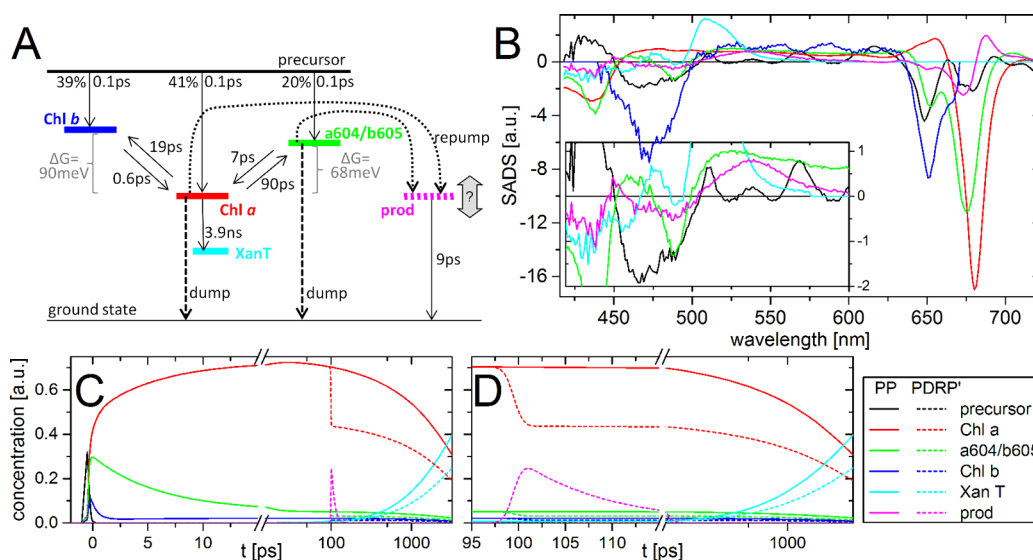 A
precursor
39% 0.1ps
41% 0.1ps
20% 0.1ps
Chl b
a604/b605
repump
ΔG=
90meV
19ps
0.6ps
7ps
90ps
ΔG=
68meV
Chl a
prod
?
3.9ns
XanT
9ps
dump
dump
ground state
B
SADS [a.u.]
0
-4
-8
-12
-16
1
0
-1
-2
450
500
550
600
650
700
wavelength [nm]
C
concentration [a.u.]
0.6
0.4
0.2
0.0
0
10
100
1000
t [ps]
D
95
100
105
110
1000
t [ps]
PP PDRP'
precursor
Chl a
a604/b605
Chl b
Xan T
prod